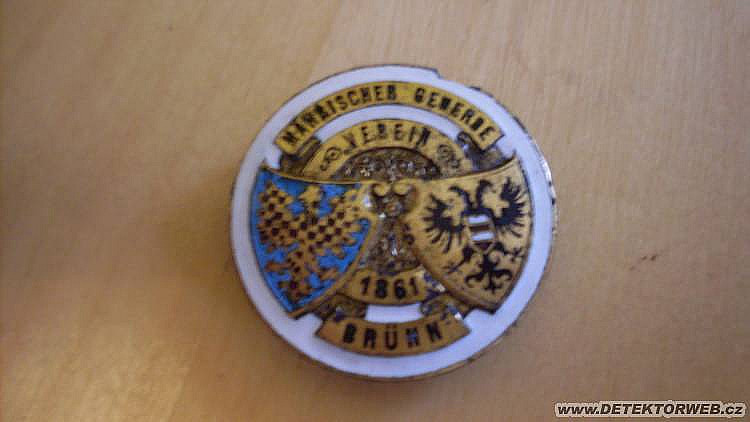 MÄHRISCHER GEWERBE
VEREIN
1861
BRÜNN
www.DETEKTORWEB.cz